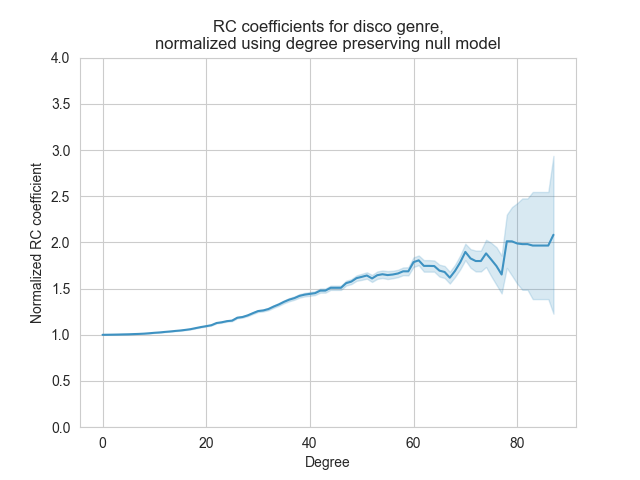 RC coefficients for disco genre,
normalized using degree preserving null model
4.0
3.5
3.0
2.5
2.0
1.5
1.0
0.5
0.0
Normalized RC coefficient
0 20 40 60 80
Degree